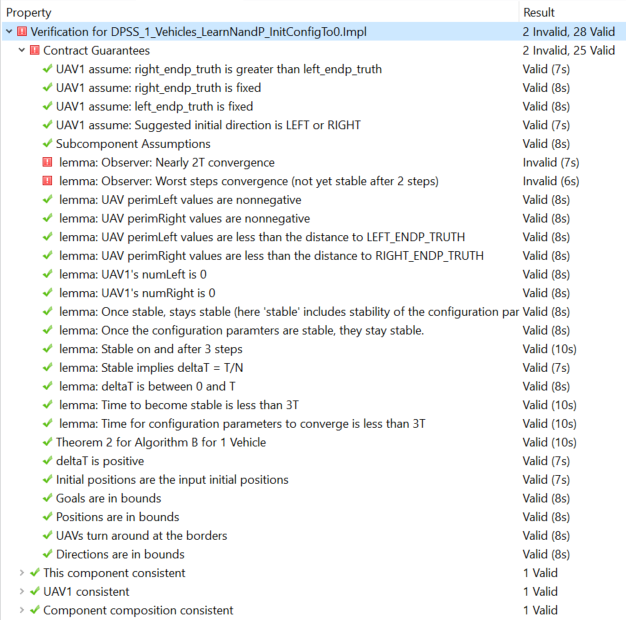 Property Result
Verification for DPSS_1_Vehicles_LearnNandP_InitConfigTo0.Impl 2 Invalid, 28 Valid
Contract Guarantees 2 Invalid, 25 Valid
UAV1 assume: right_endp_truth is greater than left_endp_truth Valid (7s)
UAV1 assume: right_endp_truth is fixed Valid (8s)
UAV1 assume: left_endp_truth is fixed Valid (8s)
UAV1 assume: Suggested initial direction is LEFT or RIGHT Valid (7s)
Subcomponent Assumptions Valid (8s)
lemma: Observer: Nearly 2T convergence Invalid (7s)
lemma: Observer: Worst steps convergence (not yet stable after 2 steps) Invalid (6s)
lemma: UAV perimLeft values are nonnegative Valid (8s)
lemma: UAV perimRight values are nonnegative Valid (8s)
lemma: UAV perimLeft values are less than the distance to LEFT_ENDP_TRUTH Valid (8s)
lemma: UAV perimRight values are less than the distance to RIGHT_ENDP_TRUTH Valid (8s)
lemma: UAV1's numLeft is 0 Valid (8s)
lemma: UAV1's numRight is 0 Valid (8s)
lemma: Once stable, stays stable (here 'stable' includes stability of the configuration par Valid (8s)
lemma: Once the configuration paramters are stable, they stay stable. Valid (8s)
lemma: Stable on and after 3 steps Valid (10s)
lemma: Stable implies deltaT = T/N Valid (7s)
lemma: deltaT is between 0 and T Valid (8s)
lemma: Time to become stable is less than 3T Valid (10s)
lemma: Time for configuration parameters to converge is less than 3T Valid (10s)
Theorem 2 for Algorithm B for 1 Vehicle Valid (10s)
deltaT is positive Valid (7s)
Initial positions are the input initial positions Valid (7s)
Goals are in bounds Valid (8s)
Positions are in bounds Valid (8s)
UAVs turn around at the borders Valid (8s)
Directions are in bounds Valid (8s)
This component consistent 1 Valid
UAV1 consistent 1 Valid
Component composition consistent 1 Valid